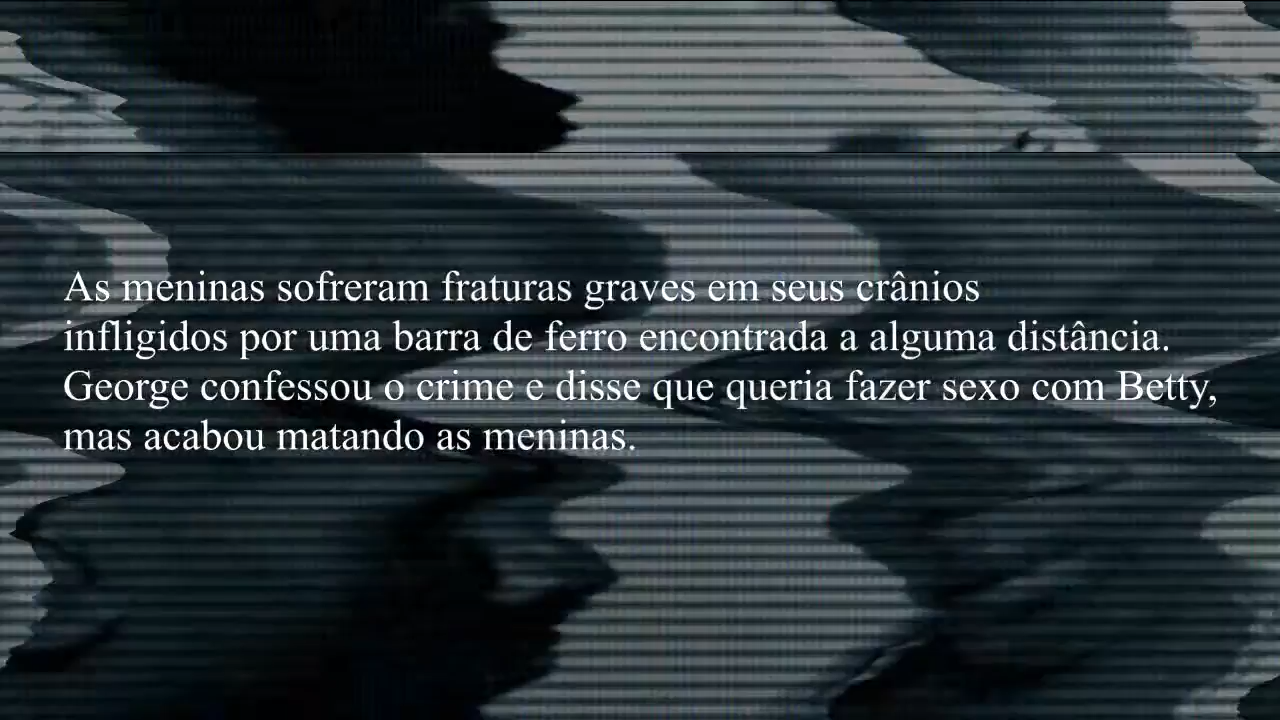 As meninas sofreram fraturas graves em seus crânios
infligidos por uma barra de ferro encontrada a alguma distância.
George confessou o crime e disse que queria fazer sexo com Betty,
mas acabou matando as meninas.